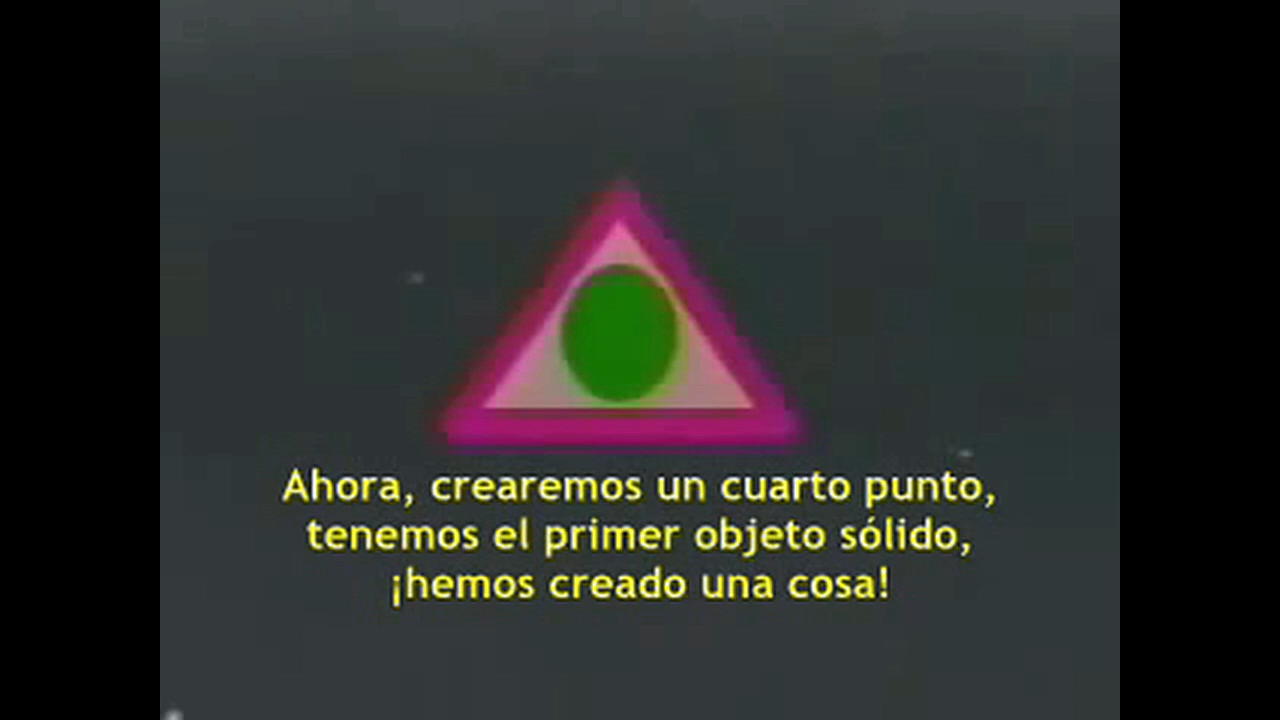 Ahora, crearemos un cuarto punto,
tenemos el primer objeto sólido,
¡hemos creado una cosa!